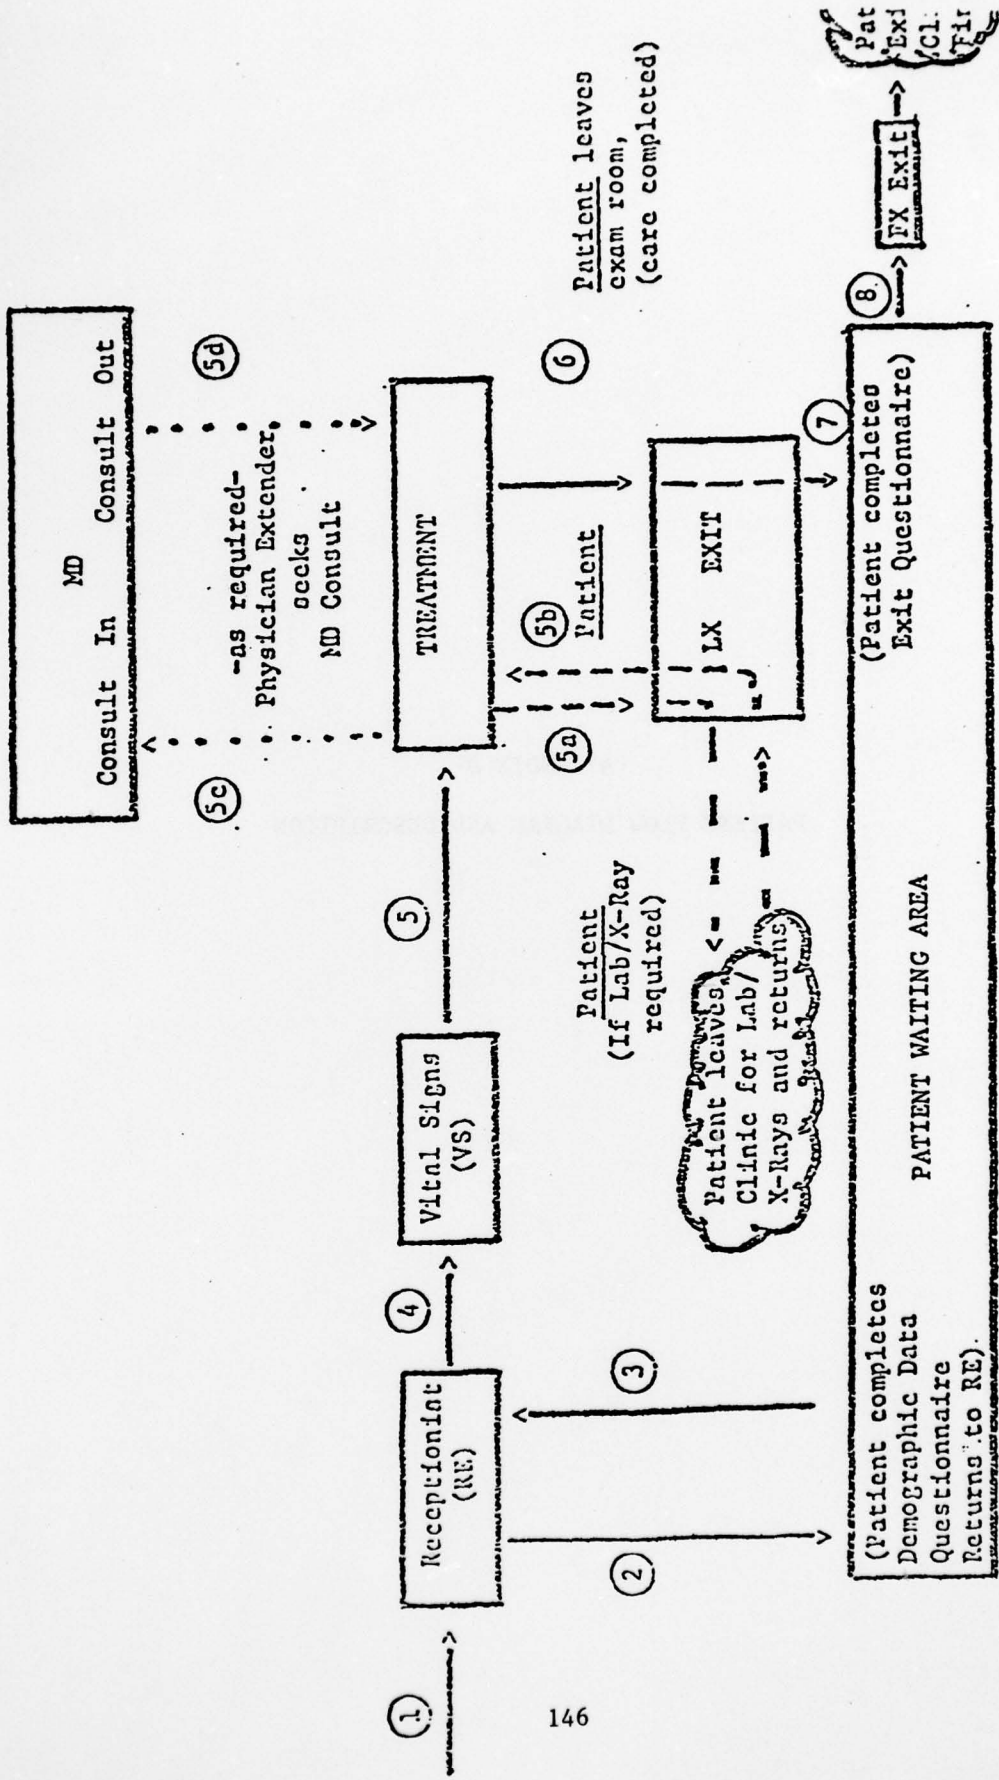 MD
Consult In Consult Out
5c
5d
-as required-
Physician Extender
seeks
MD Consult
1
Receptionist
(RE)
4
Vital Signs
(VS)
5
TREATMENT
2
3
Patient
(If Lab/X-Ray
required)
5a
5b
Patient
6
Patient leaves
exam room,
(care completed)
Patient leaves
Clinic for Lab/
X-Rays and returns
LX EXIT
7
8
(Patient completes
Demographic Data
Questionnaire
Returns to RE).
PATIENT WAITING AREA
(Patient completes
Exit Questionnaire)
FX Exit
Pat
Exi
Fir
146